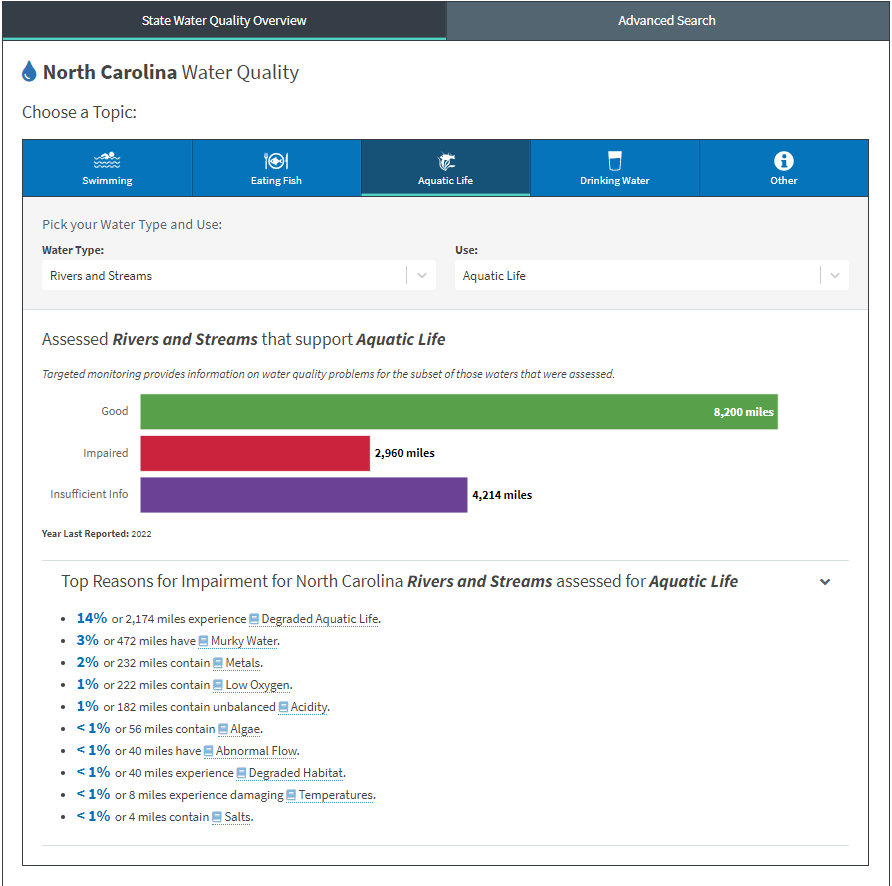 State Water Quality Overview
Advanced Search
North Carolina Water Quality
Choose a Topic:
Swimming
Eating Fish
Aquatic Life
Drinking Water
Other
Pick your Water Type and Use:
Water Type:
Use:
Rivers and Streams
Aquatic Life
Assessed Rivers and Streams that support Aquatic Life
Targeted monitoring provides information on water quality problems for the subset of those waters that were assessed.
Good
8,200 miles
Impaired
2,960 miles
Insufficient Info
4,214 miles
Year Last Reported: 2022
Top Reasons for Impairment for North Carolina Rivers and Streams assessed for Aquatic Life
14% or 2,174 miles experience Degraded Aquatic Life.
3% or 472 miles have Murky Water.
2% or 232 miles contain Metals.
1% or 222 miles contain Low Oxygen.
1% or 182 miles contain unbalanced Acidity.
< 1% or 56 miles contain Algae.
< 1% or 40 miles have Abnormal Flow.
< 1% or 40 miles experience Degraded Habitat.
< 1% or 8 miles experience damaging Temperatures.
< 1% or 4 miles contain Salts.